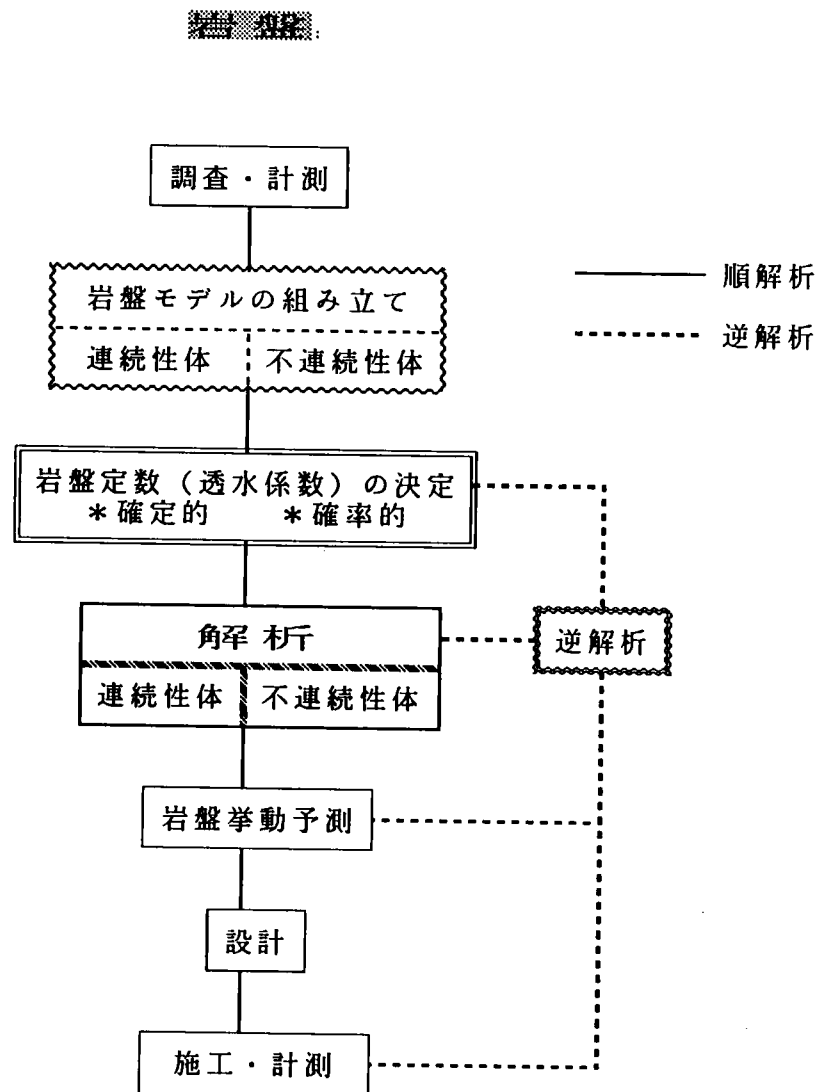 岩盤
調査・計測
岩盤モデルの組み立て
連続性体
不連続性体
順解析
逆解析
岩盤定数（透水係数）の決定
＊確定的　＊確率的
解析
連続性体
不連続性体
逆解析
岩盤挙動予測
設計
施工・計測